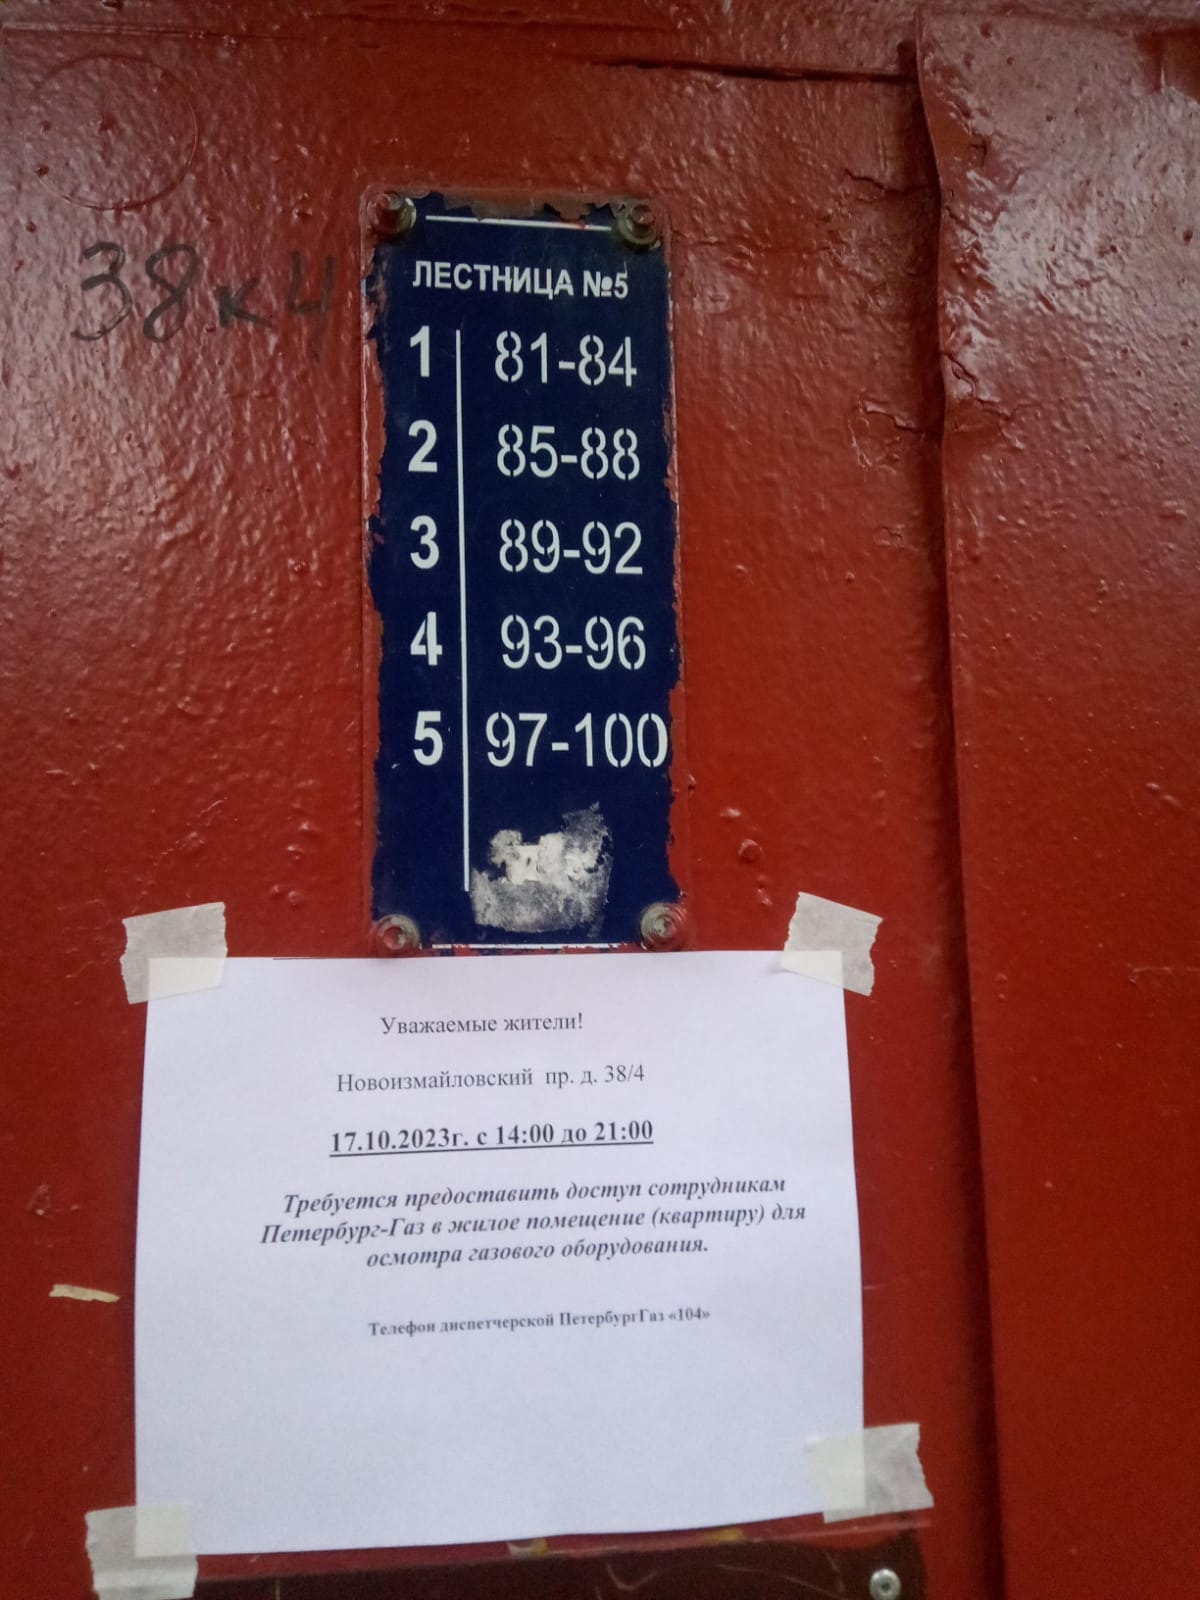 38к4
ЛЕСТНИЦА №5
1 81-84
2 85-88
3 89-92
4 93-96
5 97-100
Уважаемые жители!
Новоизмайловский пр. д. 38/4
17.10.2023г. с 14:00 до 21:00
Требуется предоставить доступ сотрудникам
Петербург-Газ в жилое помещение (квартиру) для
осмотра газового оборудования.
Телефон диспетчерской ПетербургГаз «104»